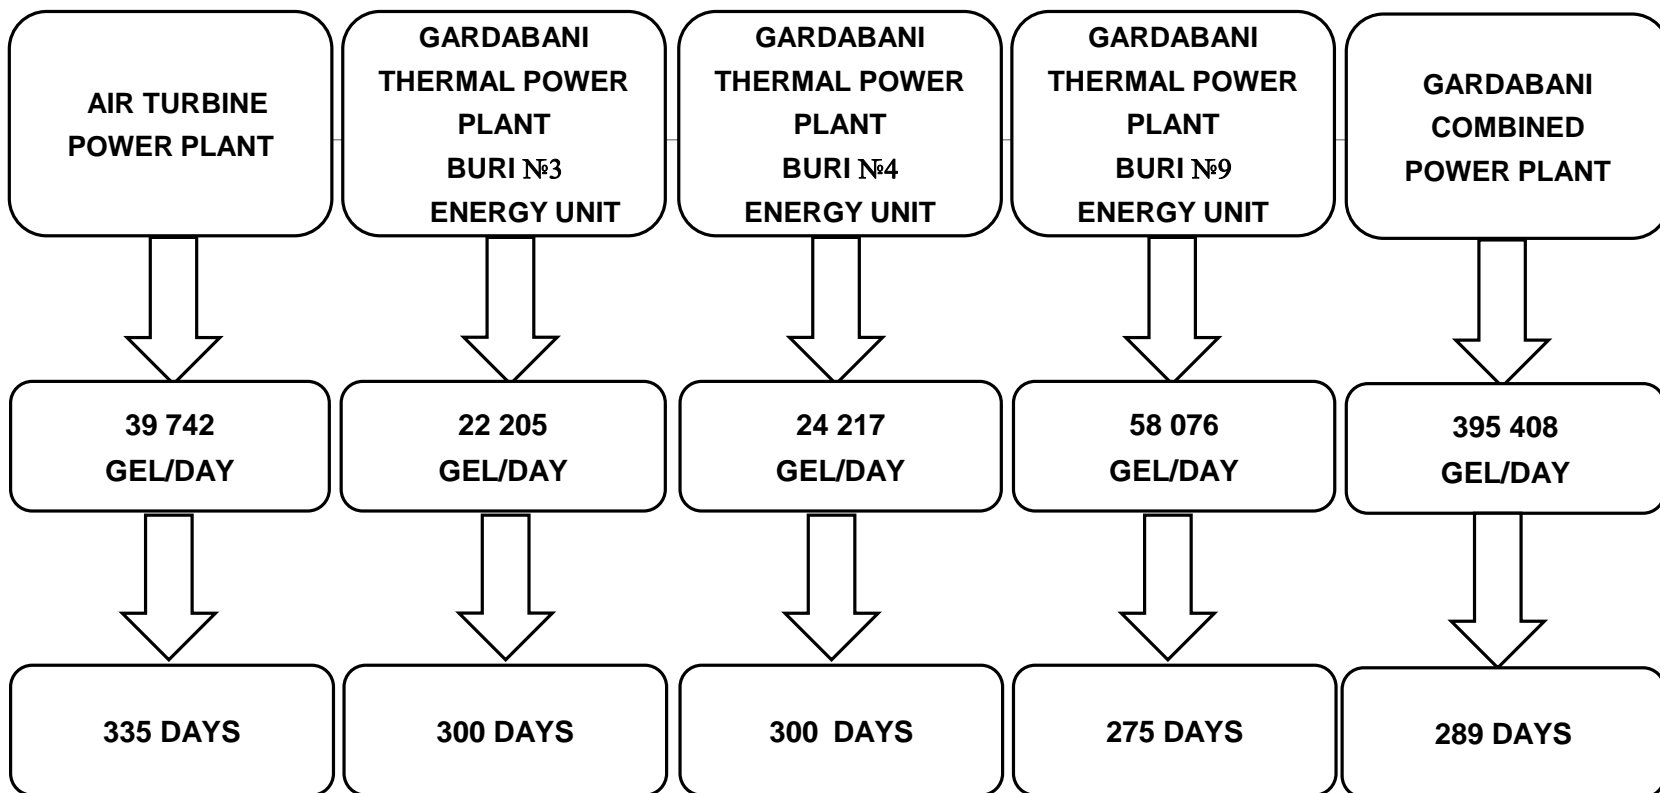 AIR TURBINE
POWER PLANT
GARDABANI
THERMAL POWER
PLANT
BURI №3
ENERGY UNIT
GARDABANI
THERMAL POWER
PLANT
BURI №4
ENERGY UNIT
GARDABANI
THERMAL POWER
PLANT
BURI №9
ENERGY UNIT
GARDABANI
COMBINED
POWER PLANT
39 742
GEL/DAY
22 205
GEL/DAY
24 217
GEL/DAY
58 076
GEL/DAY
395 408
GEL/DAY
335 DAYS
300 DAYS
300 DAYS
275 DAYS
289 DAYS